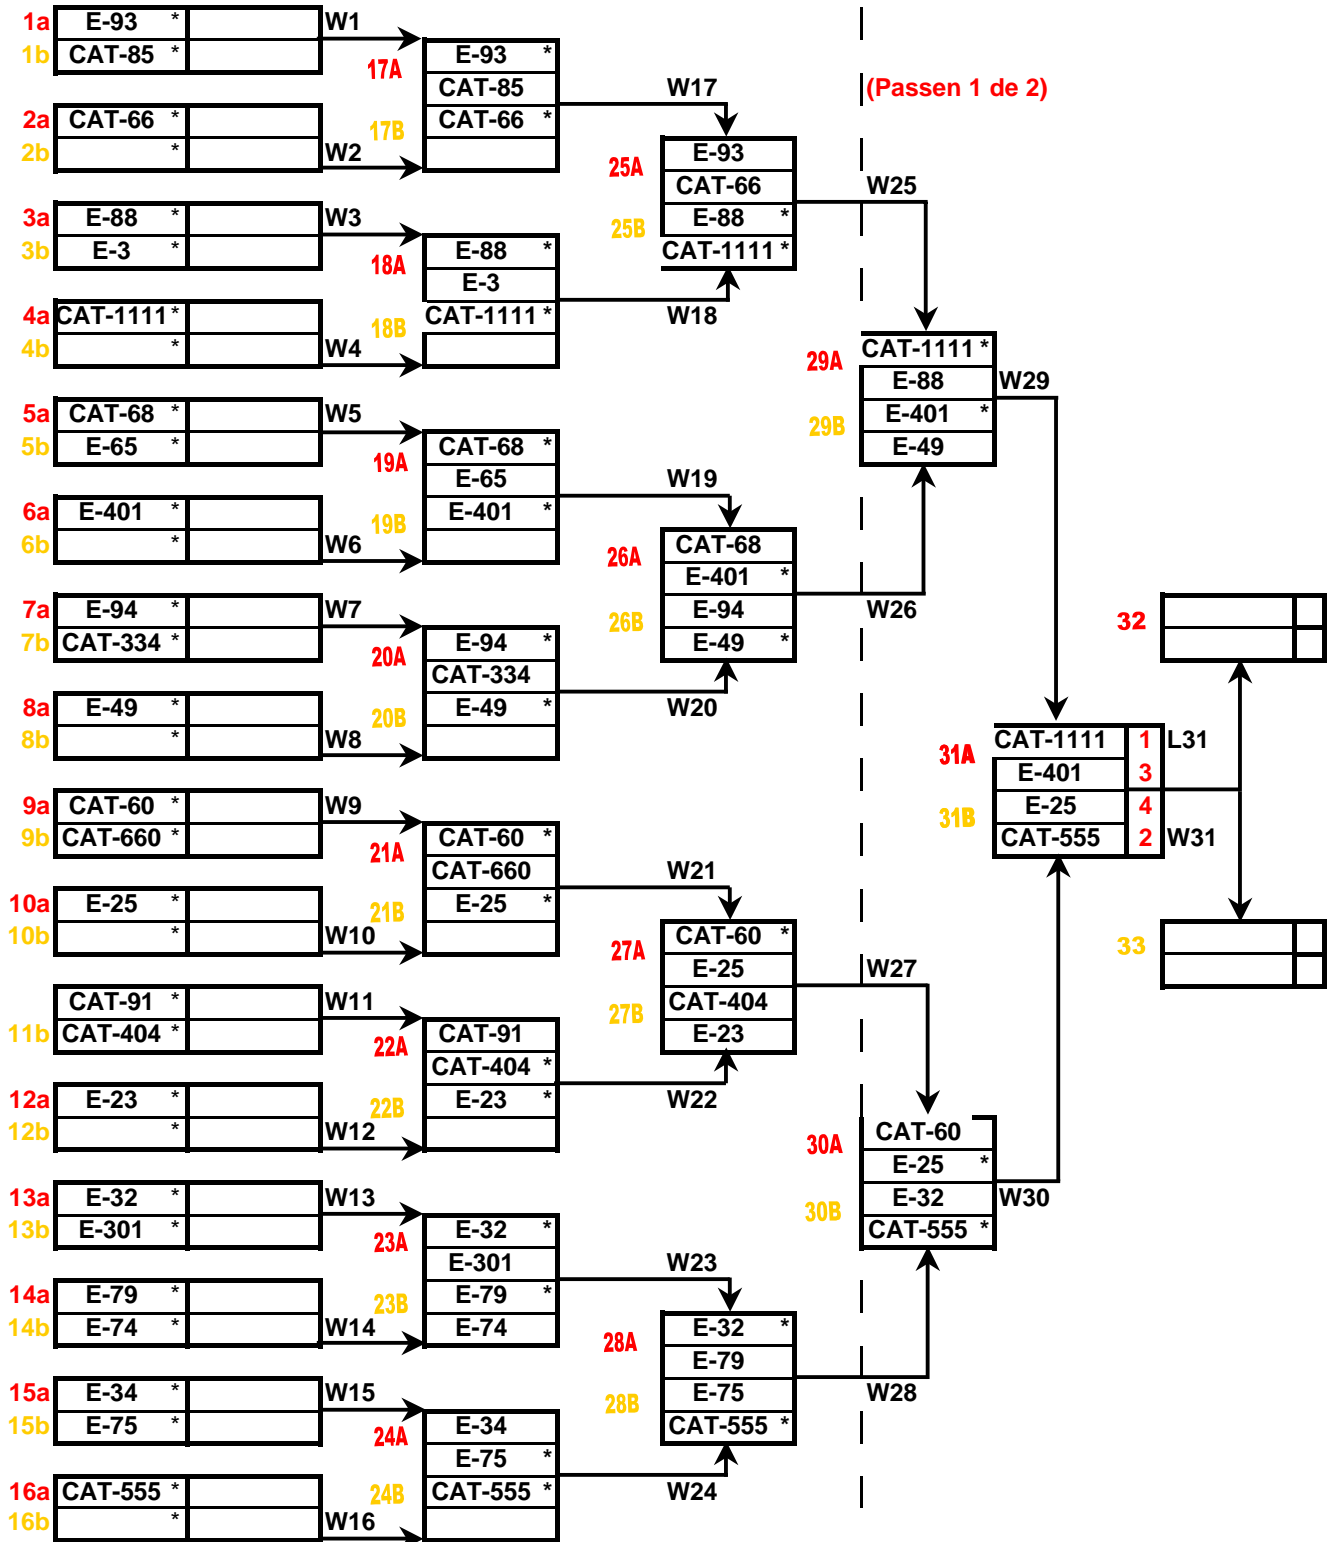 1a E-93 * W1
1b CAT-85 *
17A E-93 *
CAT-85
17B CAT-66 *
2a CAT-66 *
2b * W2
W17
(Passen 1 de 2)
25A E-93
CAT-66
25B E-88 *
CAT-1111 *
W25
3a E-88 * W3
3b E-3 *
18A E-88 *
E-3
18B CAT-1111 *
4a CAT-1111 *
4b * W4
W18
29A CAT-1111 *
E-88 W29
29B E-401 *
E-49
5a CAT-68 * W5
5b E-65 *
19A CAT-68 *
E-65
19B E-401 *
6a E-401 *
6b * W6
W19
26A CAT-68
E-401 *
26B E-94
E-49 *
W26
7a E-94 * W7
7b CAT-334 *
20A E-94 *
CAT-334
20B E-49 *
8a E-49 *
8b * W8
W20
32
31A CAT-1111 1 L31
E-401 3
31B E-25 4
CAT-555 2 W31
33
9a CAT-60 * W9
9b CAT-660 *
21A CAT-60 *
CAT-660
21B E-25 *
10a E-25 *
10b * W10
W21
27A CAT-60 *
E-25
27B CAT-404
E-23
W27
CAT-91 * W11
11b CAT-404 *
22A CAT-91
CAT-404 *
22B E-23 *
12a E-23 *
12b * W12
W22
30A CAT-60
E-25 *
30B E-32
CAT-555 *
W30
13a E-32 * W13
13b E-301 *
23A E-32 *
E-301
23B E-79 *
E-74
14a E-79 *
14b E-74 * W14
W23
28A E-32 *
E-79
28B E-75
CAT-555 *
W28
15a E-34 * W15
15b E-75 *
24A E-34
E-75 *
24B CAT-555 *
16a CAT-555 *
16b * W16
W24